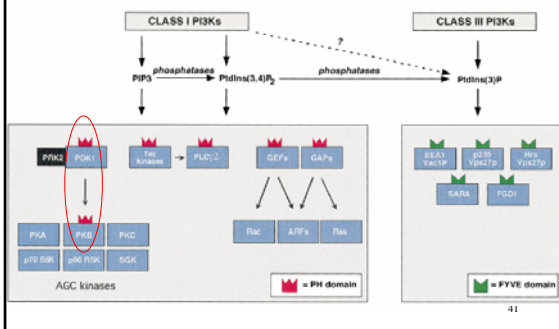 CLASS I PI3Ks
CLASS III PI3Ks
?
phosphatases
phosphatases
PIP3
PtdIns(3,4)P2
PtdIns(3)P
PRK2
PDK1
Tec
kinases
PLCγ2
GEFs
GAPs
EEA1
Vac1P
p235
Vps27p
Hrs
Vps27p
SARA
FGD1
PKA
PKB
PKC
Rac
ARFs
Ras
p70 S6K
p90 RSK
SGK
AGC kinases
= PH domain
= FYVE domain
41